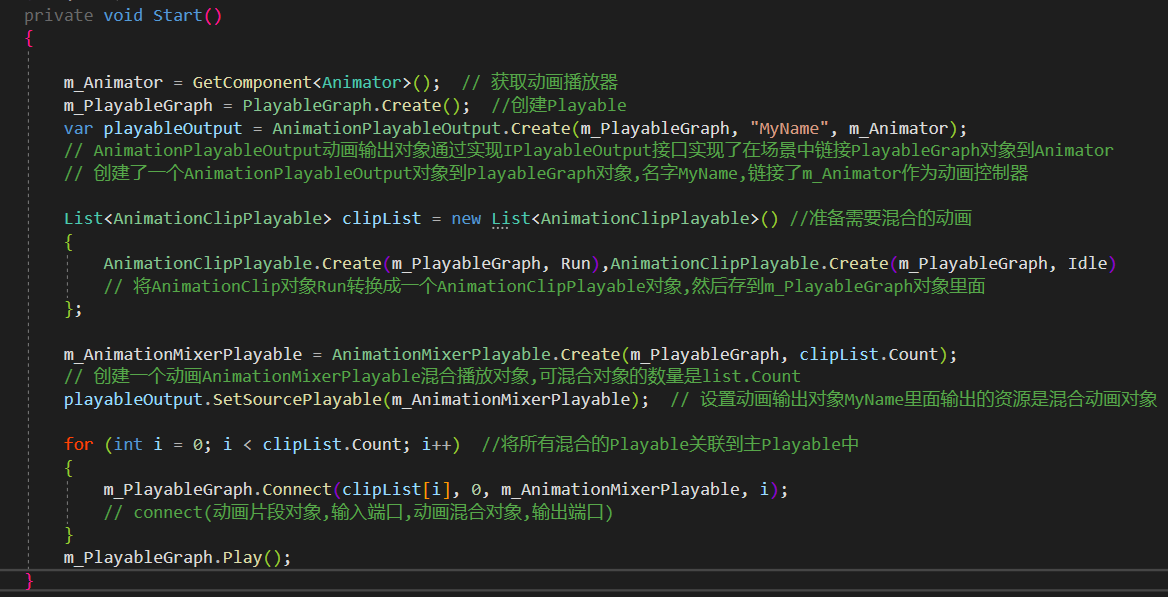 private void Start()
{
m_Animator = GetComponent<Animator>();  // 获取动画播放器
m_PlayableGraph = PlayableGraph.Create();  //创建Playable
var playableOutput = AnimationPlayableOutput.Create(m_PlayableGraph, "MyName", m_Animator);
// AnimationPlayableOutput动画输出对象通过实现IPlayableOutput接口实现了在场景中链接PlayableGraph对象到Animator
// 创建了一个AnimationPlayableOutput对象到PlayableGraph对象,名字MyName,链接了m_Animator作为动画控制器
List<AnimationClipPlayable> clipList = new List<AnimationClipPlayable>() //准备需要混合的动画
{
AnimationClipPlayable.Create(m_PlayableGraph, Run),AnimationClipPlayable.Create(m_PlayableGraph, Idle)
// 将AnimationClip对象Run转换成一个AnimationClipPlayable对象,然后存到m_PlayableGraph对象里面
};
m_AnimationMixerPlayable = AnimationMixerPlayable.Create(m_PlayableGraph, clipList.Count);
// 创建一个动画AnimationMixerPlayable混合播放对象,可混合对象的数量是list.Count
playableOutput.SetSourcePlayable(m_AnimationMixerPlayable);  // 设置动画输出对象MyName里面输出的资源是混合动画对象
for (int i = 0; i < clipList.Count; i++)  //将所有混合的Playable关联到主Playable中
{
m_PlayableGraph.Connect(clipList[i], 0, m_AnimationMixerPlayable, i);
// connect(动画片段对象,输入端口,动画混合对象,输出端口)
}
m_PlayableGraph.Play();
}